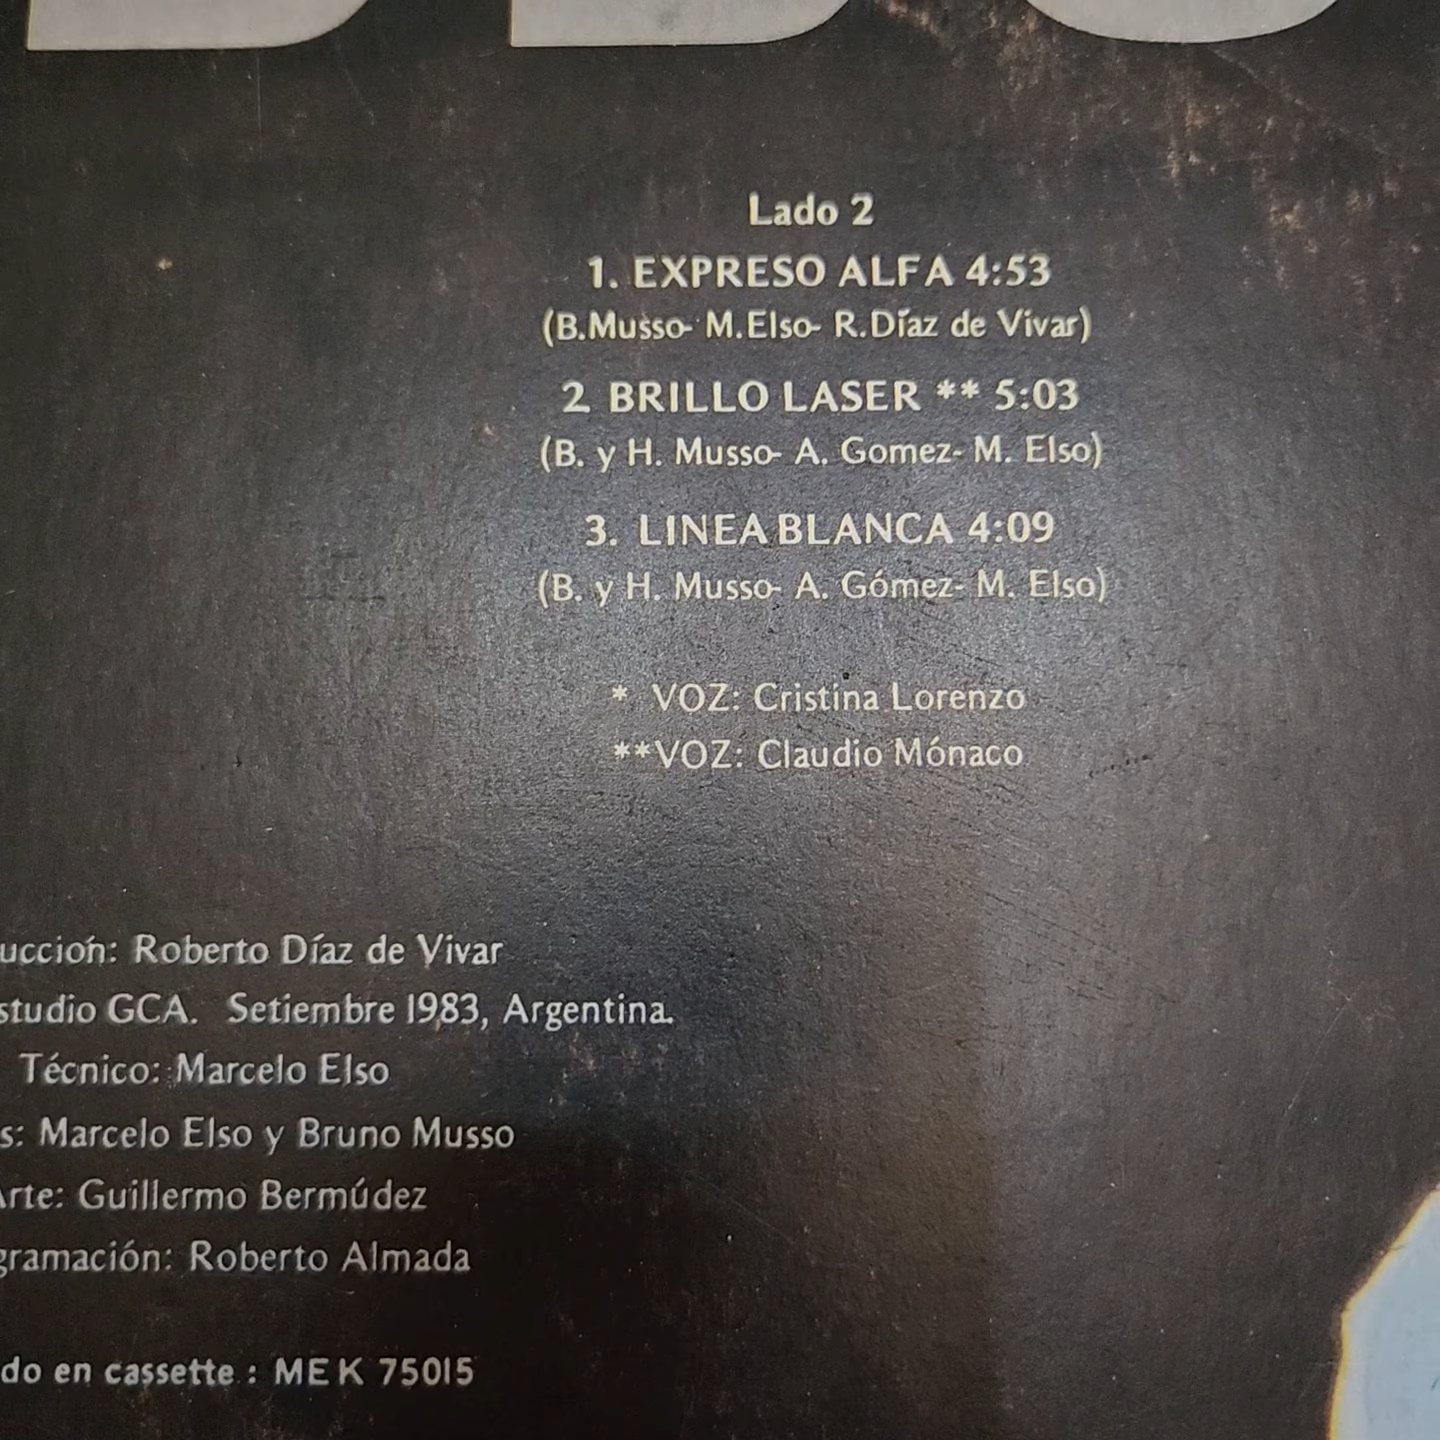 Lado 2
1. EXPRESO ALFA 4:53
(B.Musso- M.Elso- R.Díaz de Vivar)
2 BRILLO LASER ** 5:03
(B. y H. Musso- A. Gomez- M. Elso)
3. LINEA BLANCA 4:09
(B. y H. Musso- A. Gómez- M. Elso)
* VOZ: Cristina Lorenzo
**VOZ: Claudio Mónaco
ucción: Roberto Díaz de Vivar
studio GCA. Setiembre 1983, Argentina.
Técnico: Marcelo Elso
s: Marcelo Elso y Bruno Musso
Arte: Guillermo Bermúdez
gramación: Roberto Almada
do en cassette : MEK 75015